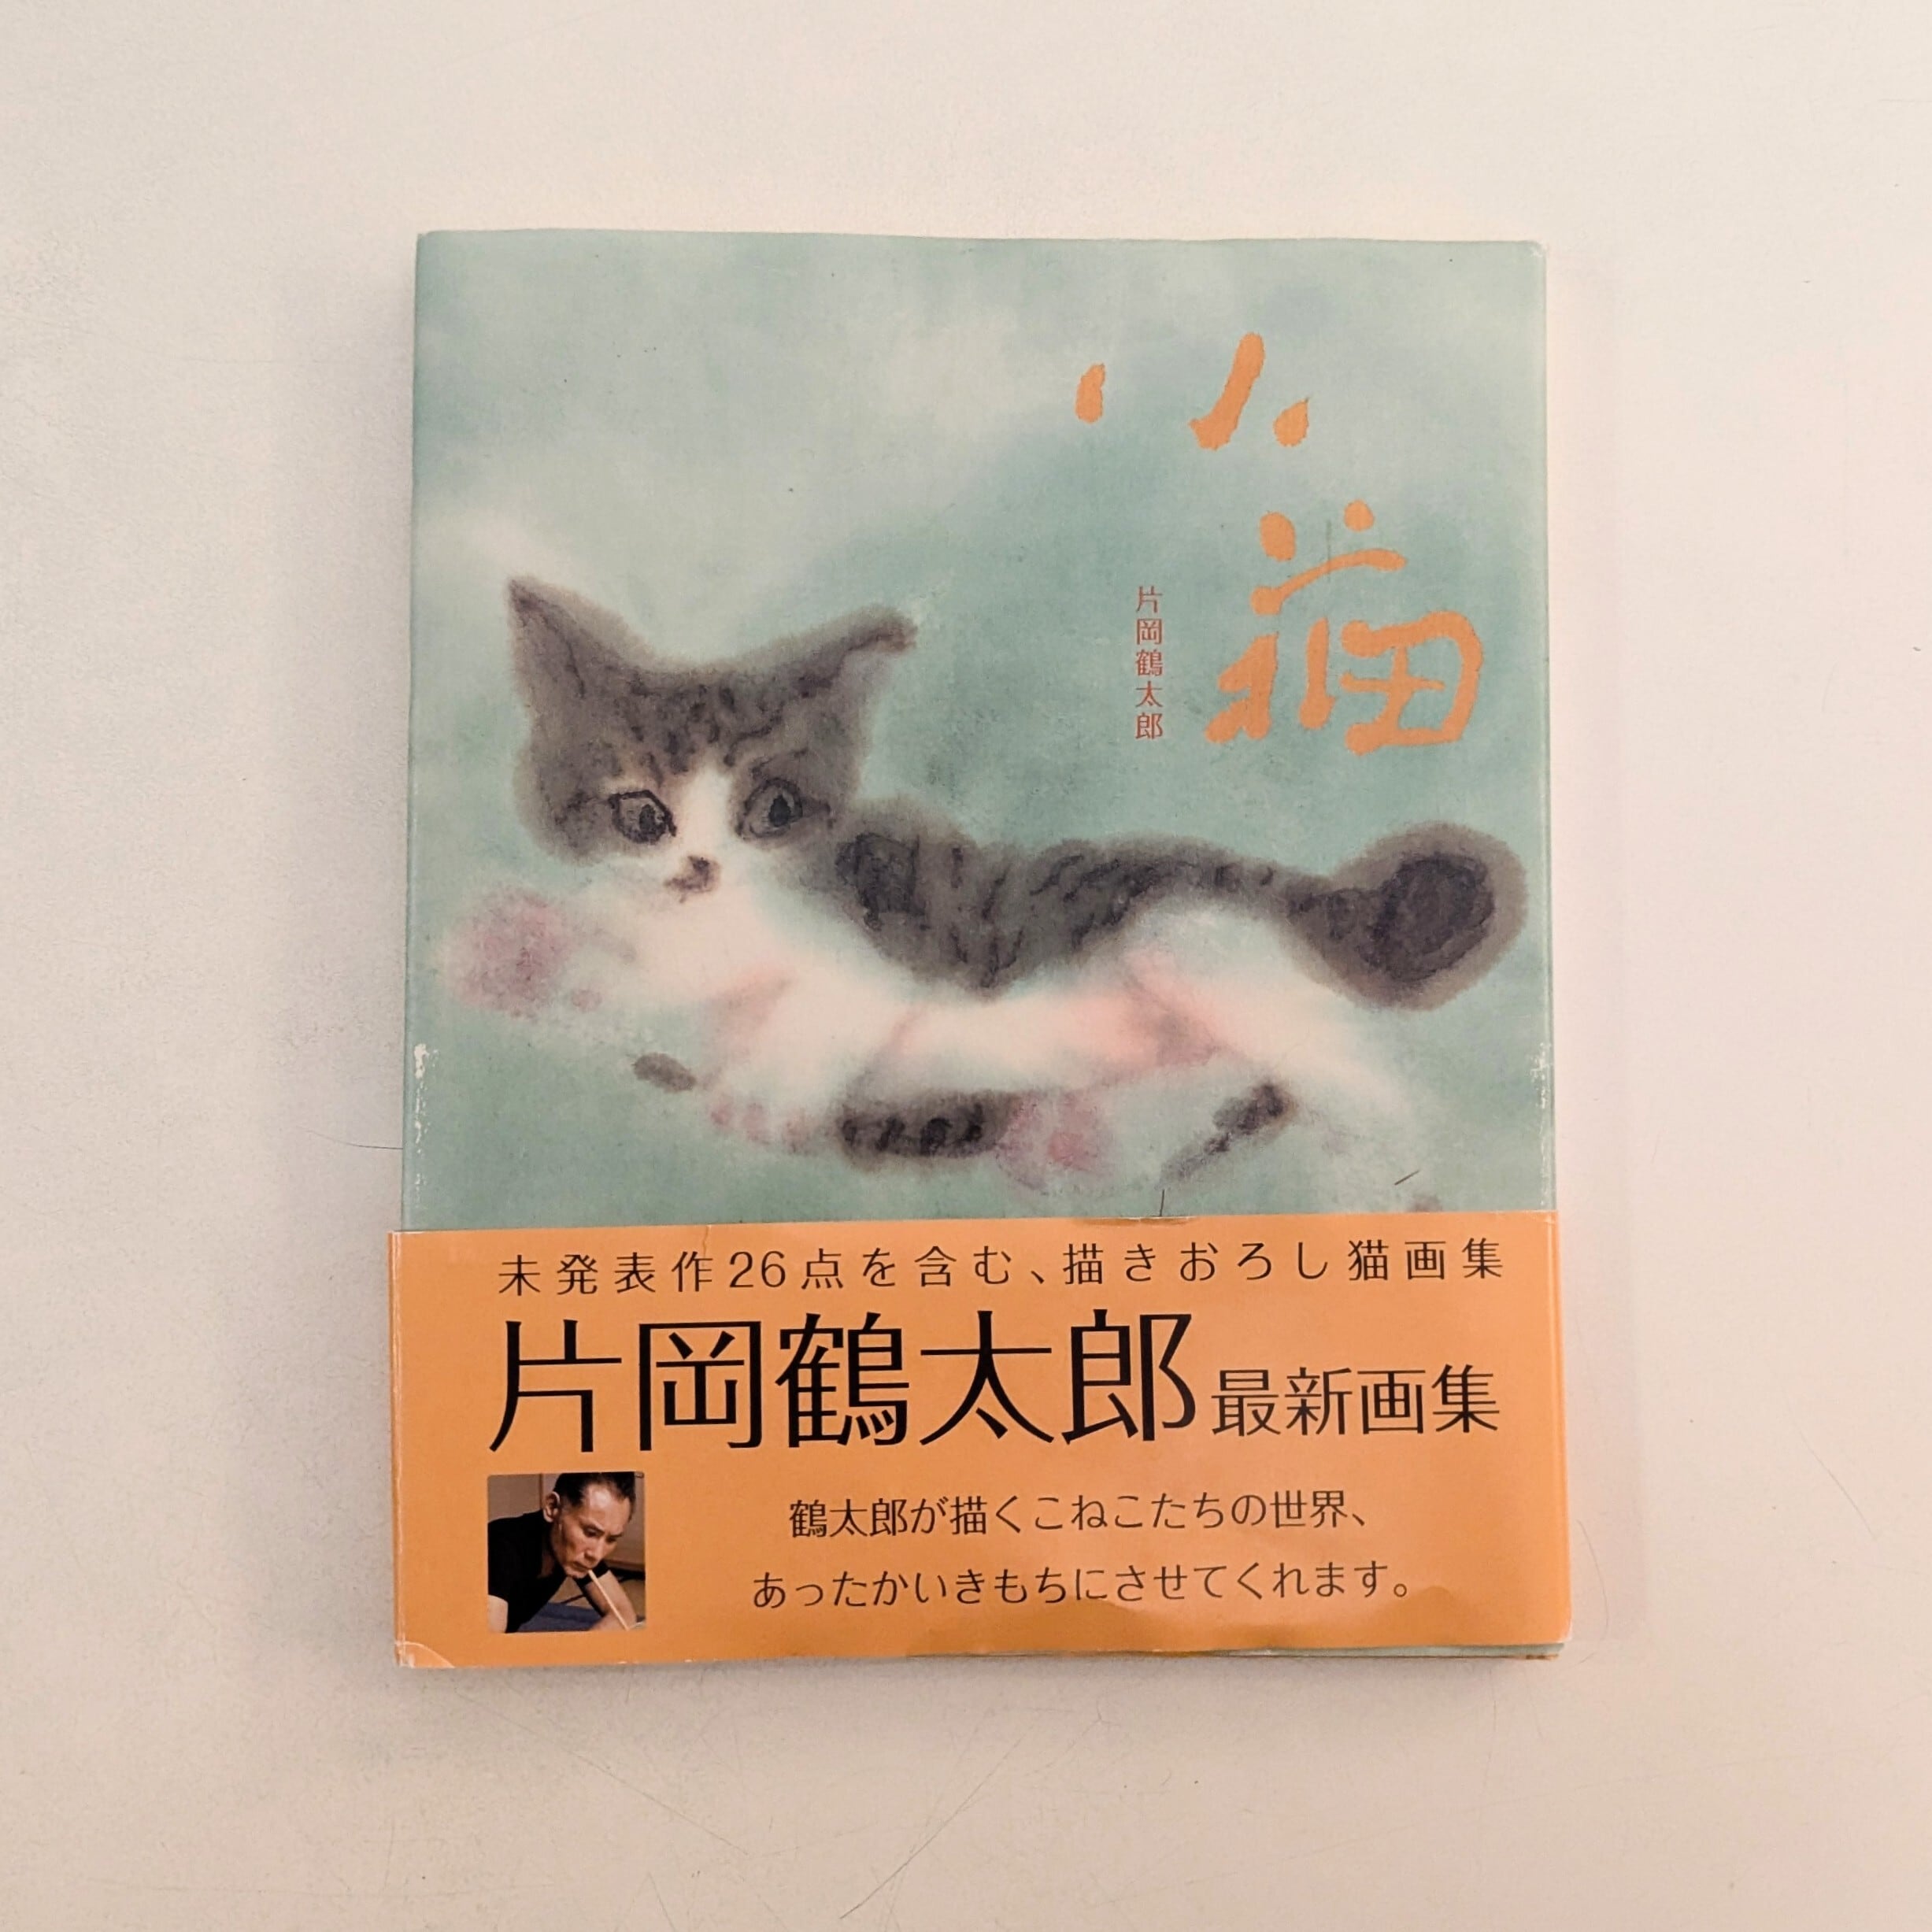 小猫
片岡鶴太郎
未発表作26点を含む、描きおろし猫画集
片岡鶴太郎 最新画集
鶴太郎が描くこねこたちの世界、
あったかいきもちにさせてくれます。